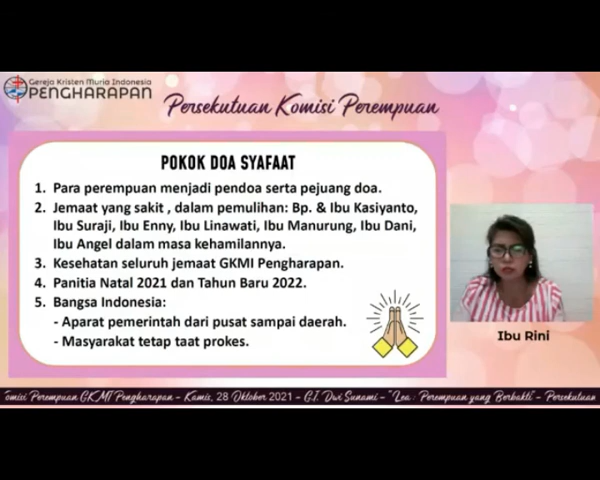 Gereja Kristen Muria Indonesia
PENGHARAPAN
Persekutuan Komisi Perempuan
POKOK DOA SYAFAAT
1. Para perempuan menjadi pendoa serta pejuang doa.
2. Jemaat yang sakit , dalam pemulihan: Bp. & Ibu Kasiyanto,
Ibu Suraji, Ibu Enny, Ibu Linawati, Ibu Manurung, Ibu Dani,
Ibu Angel dalam masa kehamilannya.
3. Kesehatan seluruh jemaat GKMI Pengharapan.
4. Panitia Natal 2021 dan Tahun Baru 2022.
5. Bangsa Indonesia:
- Aparat pemerintah dari pusat sampai daerah.
- Masyarakat tetap taat prokes.
Ibu Rini
omisi Perempuan GKMI Pengharapan - Kamis, 28 Oktober 2021 - G.I. Dwi Sunami - "Lea : Perempuan yang Berbakti" - Persekutuan